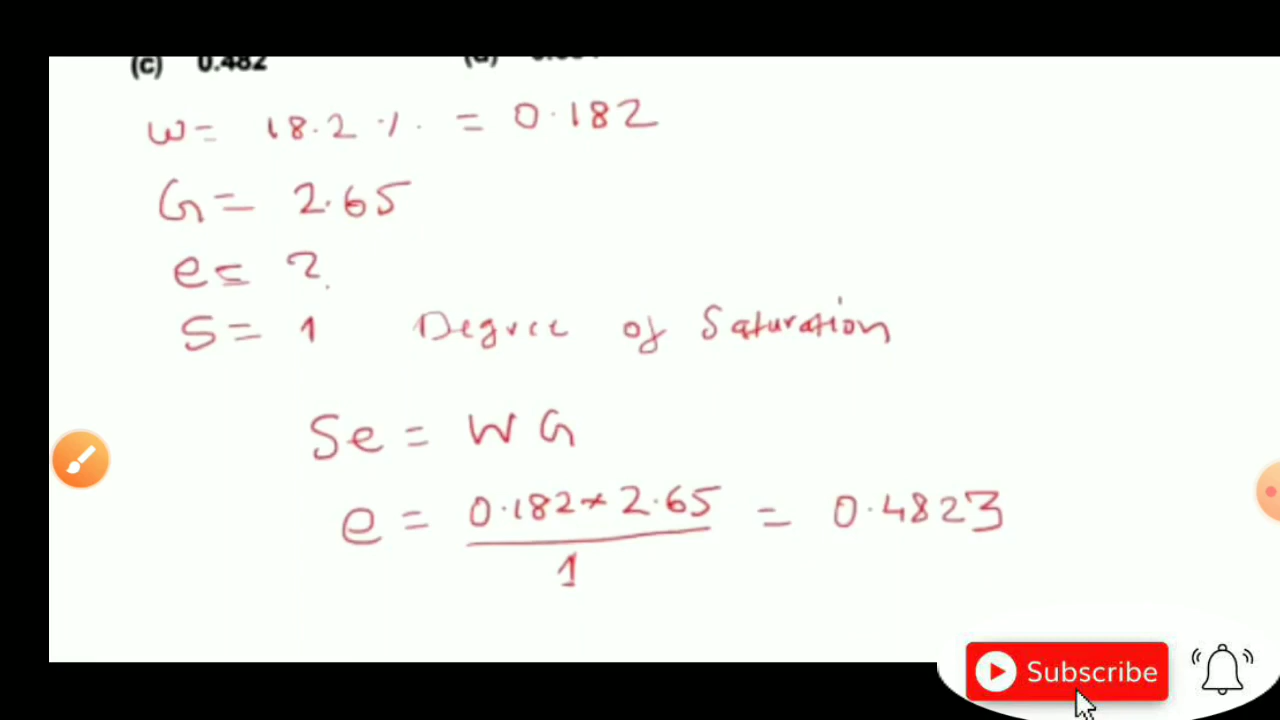 (c) 0.482 (d)
w = 18.2 % = 0.182
G = 2.65
e = ?
S = 1 Degree of Saturation
Se = W G
e = 0.182 * 2.65 / 1 = 0.4823
Subscribe